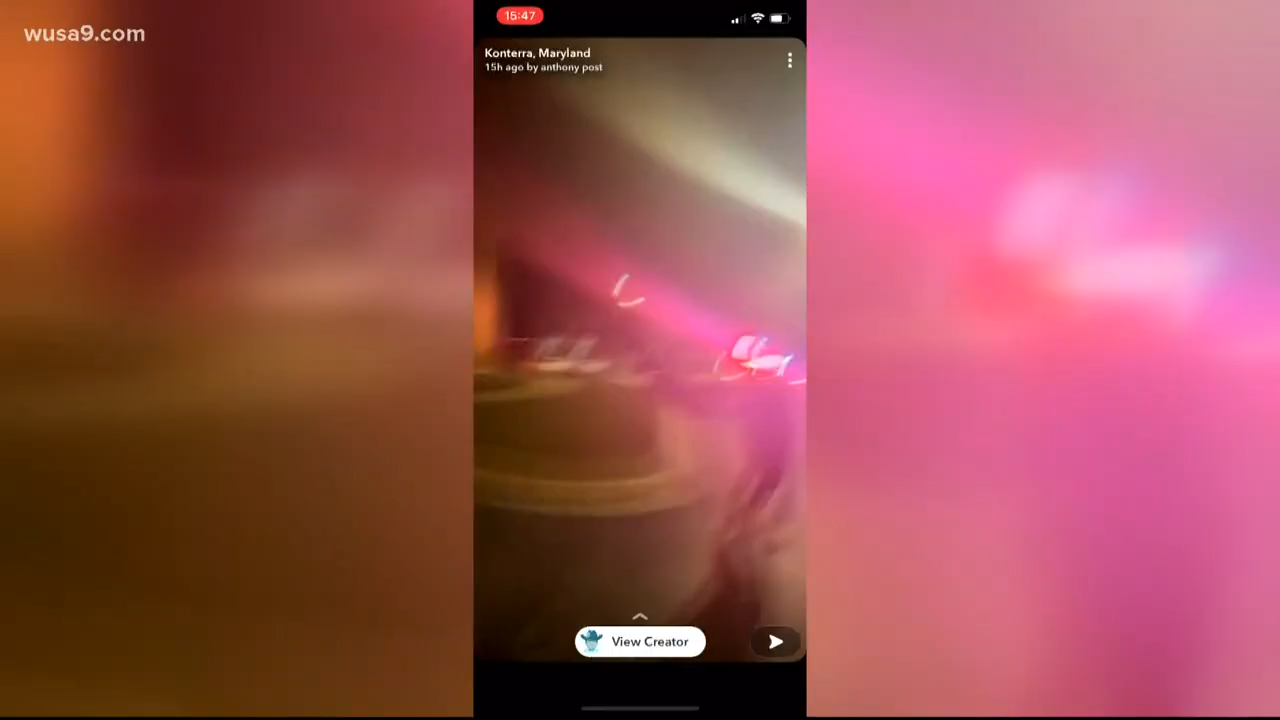 wusa9.com
15:47
Konterra, Maryland
15h ago by anthony post
View Creator